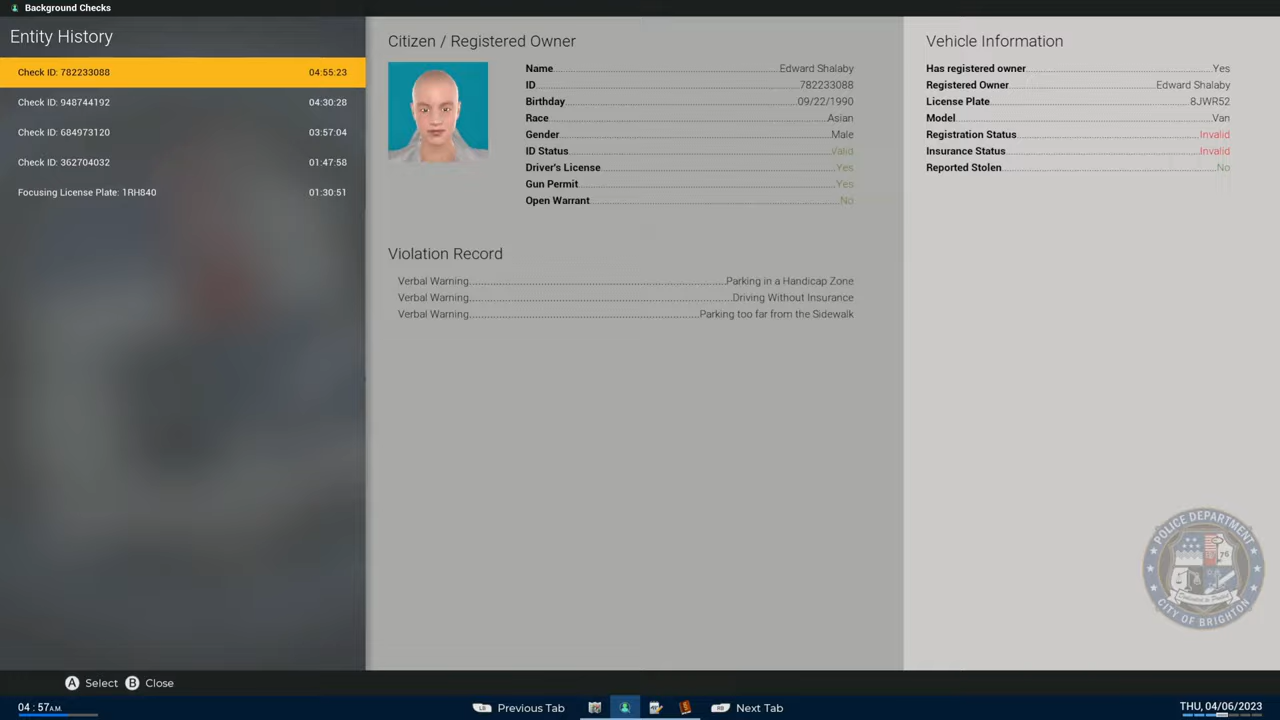 Background Checks
Entity History
Check ID: 782233088 04:55:23
Check ID: 948744192 04:30:28
Check ID: 684973120 03:57:04
Check ID: 362704032 01:47:58
Focusing License Plate: 1RH840 01:30:51
Citizen / Registered Owner
Name Edward Shalaby
ID 782233088
Birthday 09/22/1990
Race Asian
Gender Male
ID Status Valid
Driver's License Yes
Gun Permit Yes
Open Warrant No
Violation Record
Verbal Warning Parking in a Handicap Zone
Verbal Warning Driving Without Insurance
Verbal Warning Parking too far from the Sidewalk
Vehicle Information
Has registered owner Yes
Registered Owner Edward Shalaby
License Plate 8JWR52
Model Van
Registration Status Invalid
Insurance Status Invalid
Reported Stolen No
POLICE DEPARTMENT
76
CITY OF BRIGHTON
A Select B Close
04 : 57 A.M.
LB Previous Tab
RB Next Tab
THU, 04/06/2023